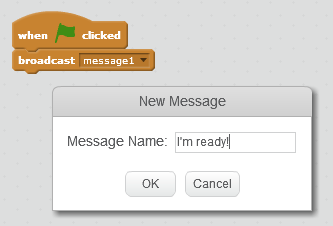 when clicked
broadcast message1
New Message
Message Name: I'm ready!
OK Cancel